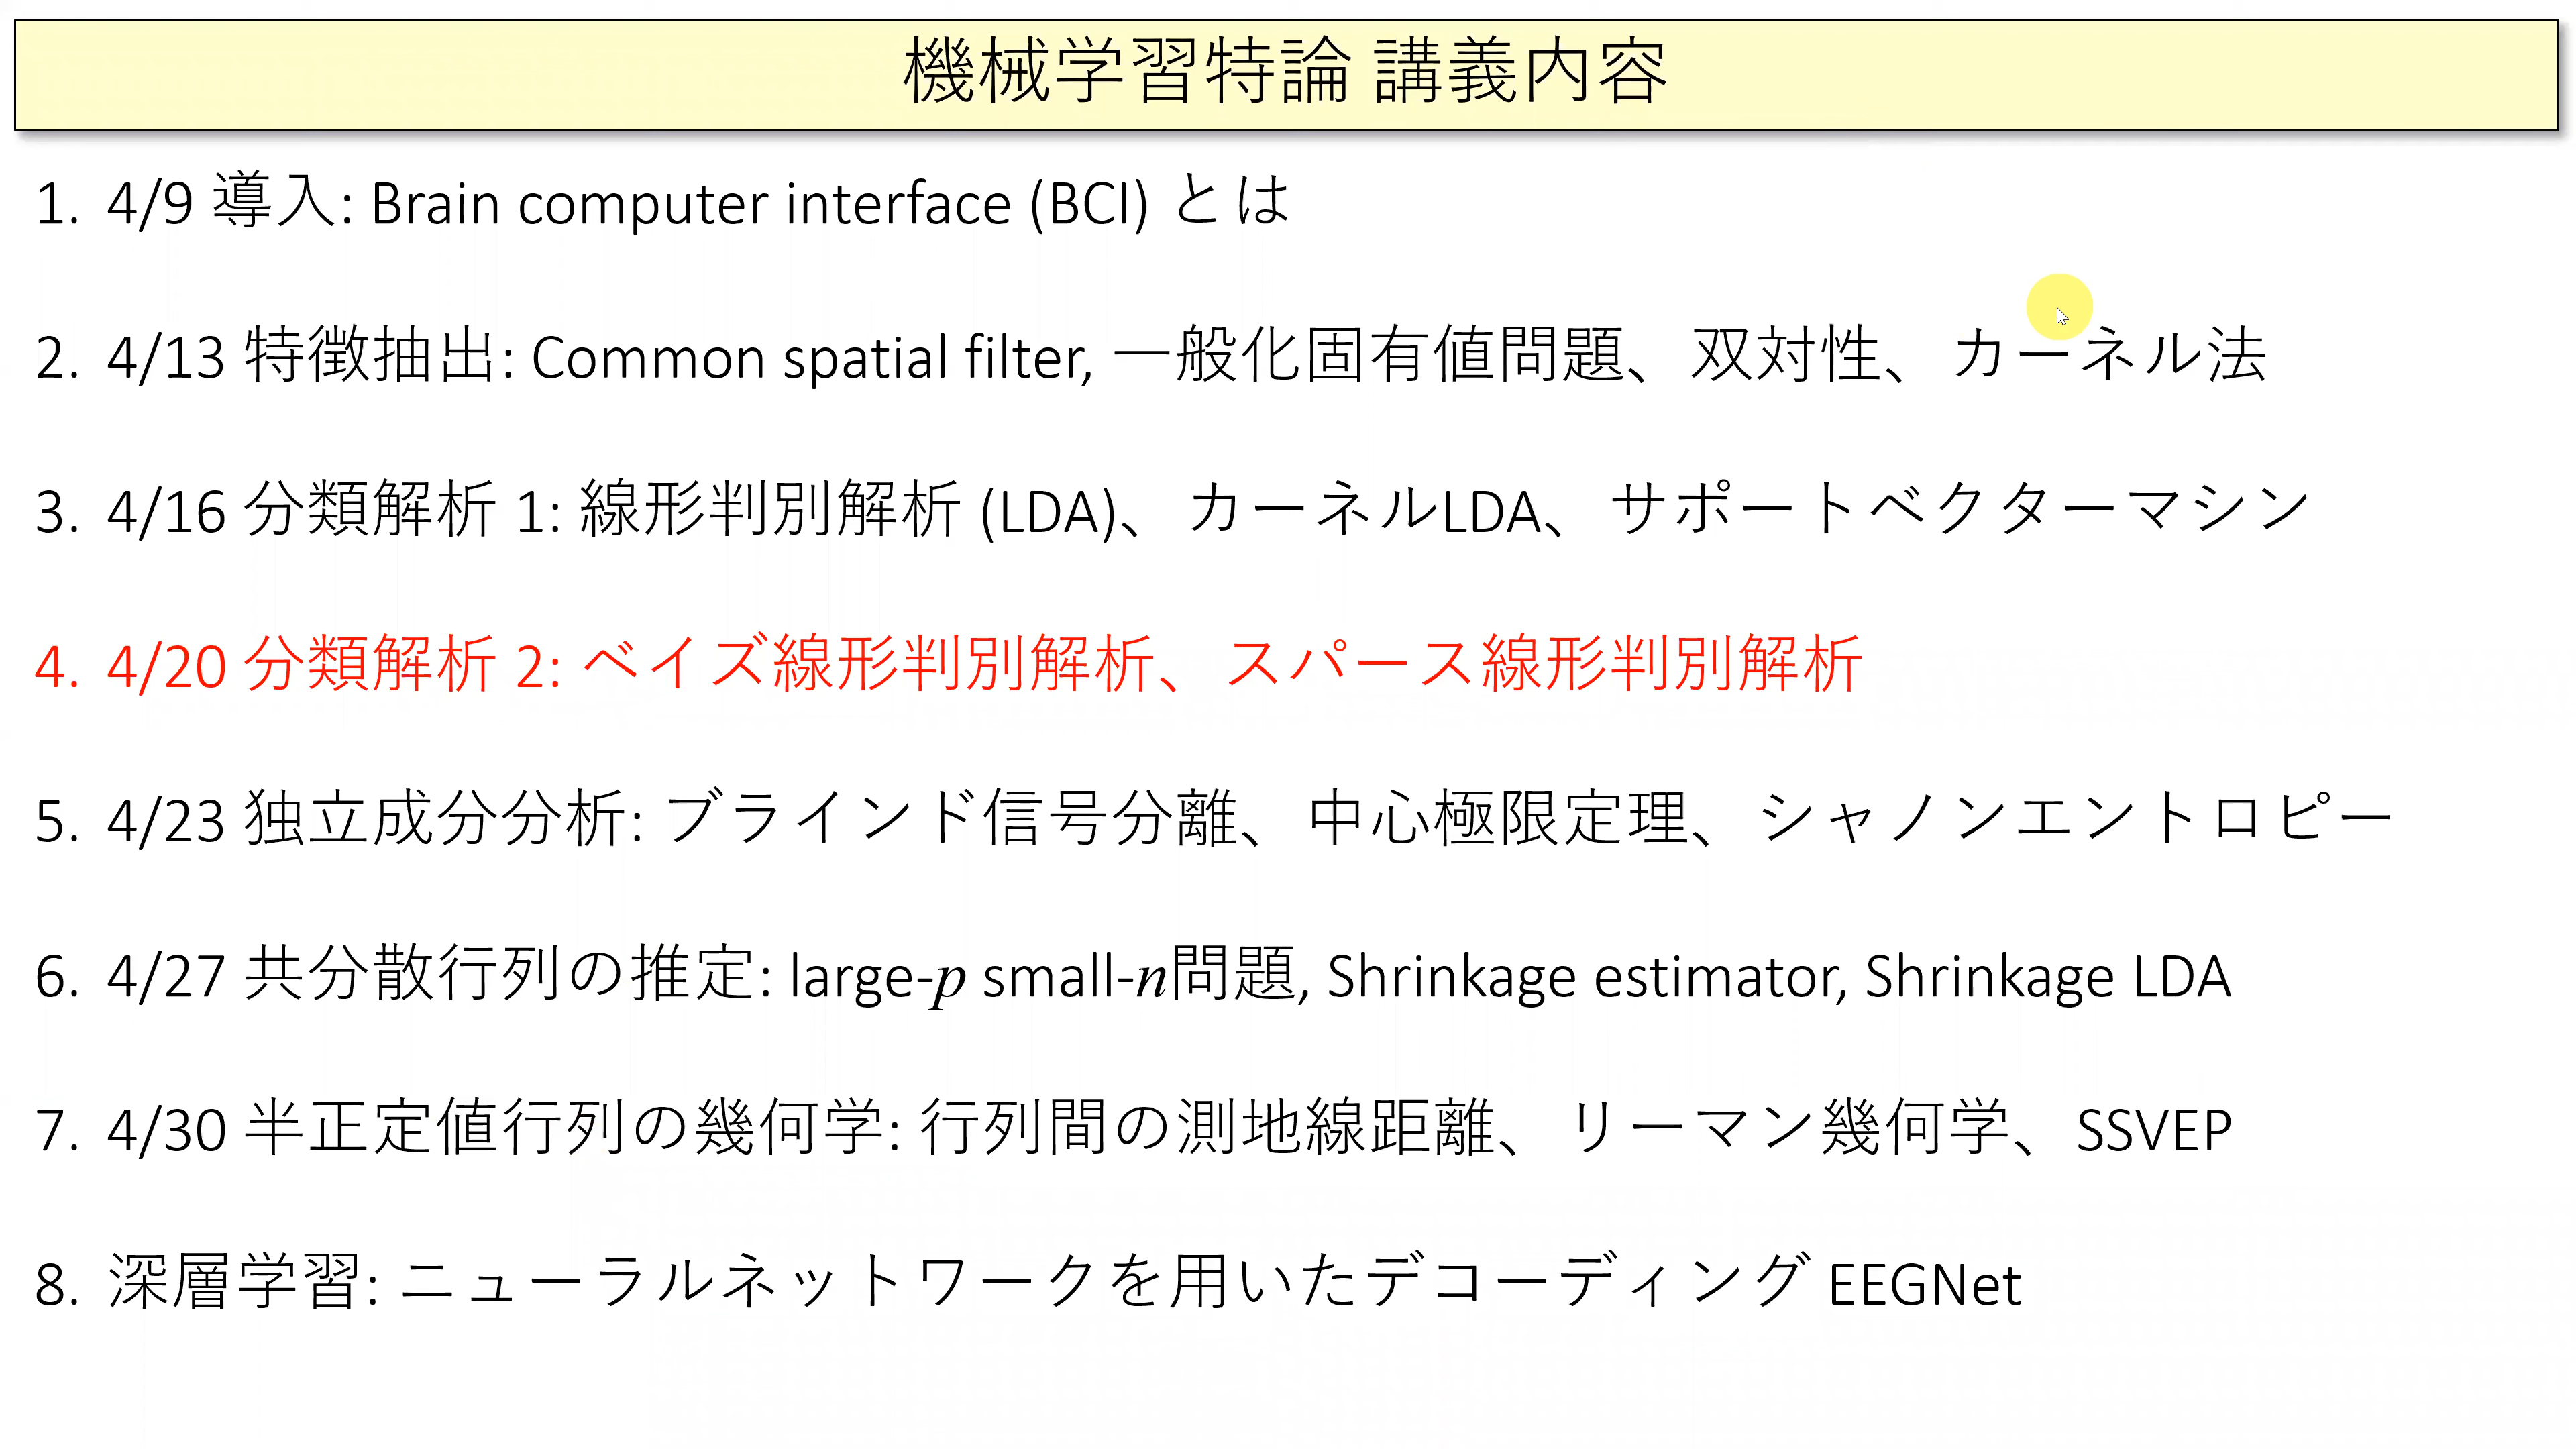 機械学習特論 講義内容
1. 4/9 導入: Brain computer interface (BCI) とは
2. 4/13 特徴抽出: Common spatial filter, 一般化固有値問題、双対性、カーネル法
3. 4/16 分類解析 1: 線形判別解析 (LDA)、カーネルLDA、サポートベクターマシン
4. 4/20 分類解析 2: ベイズ線形判別解析、スパース線形判別解析
5. 4/23 独立成分分析: ブラインド信号分離、中心極限定理、シャノンエントロピー
6. 4/27 共分散行列の推定: large-p small-n問題, Shrinkage estimator, Shrinkage LDA
7. 4/30 半正定値行列の幾何学: 行列間の測地線距離、リーマン幾何学、SSVEP
8. 深層学習: ニューラルネットワークを用いたデコーディング EEGNet